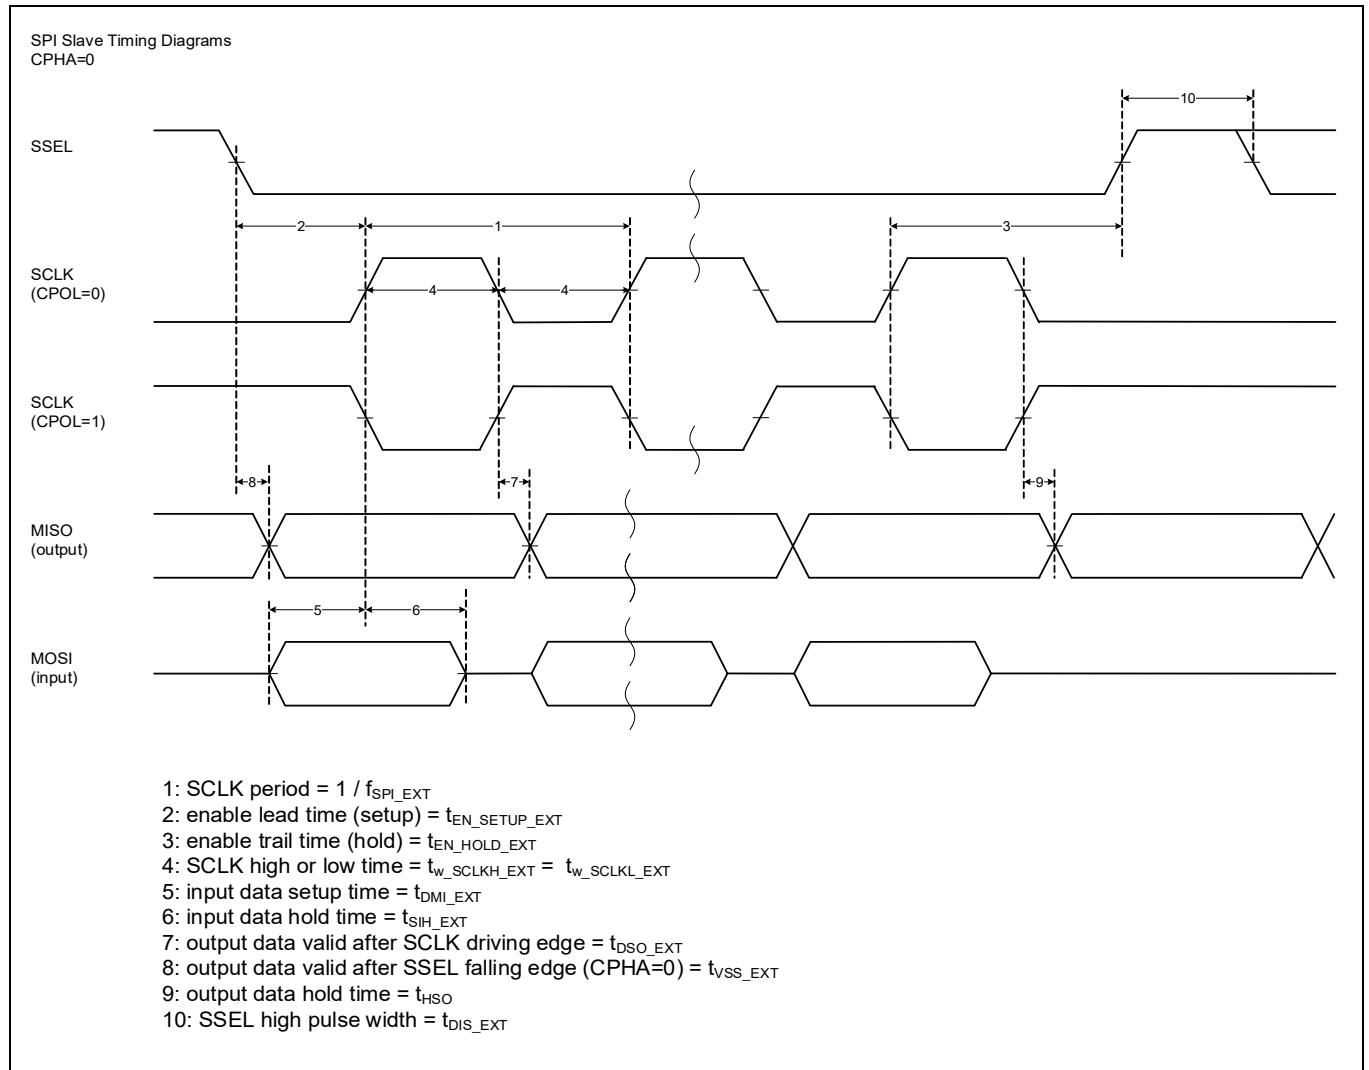 SPI Slave Timing Diagrams
CPHA=0
10
SSEL
2
1
3
SCLK
(CPOL=0)
4
4
SCLK
(CPOL=1)
8
7
9
MISO
(output)
5
6
MOSI
(input)
1: SCLK period = 1 / fSPI_EXT
2: enable lead time (setup) = tEN_SETUP_EXT
3: enable trail time (hold) = tEN_HOLD_EXT
4: SCLK high or low time = tw_SCLKH_EXT = tw_SCLKL_EXT
5: input data setup time = tDMI_EXT
6: input data hold time = tSIH_EXT
7: output data valid after SCLK driving edge = tDSO_EXT
8: output data valid after SSEL falling edge (CPHA=0) = tVSS_EXT
9: output data hold time = tHSO
10: SSEL high pulse width = tDIS_EXT